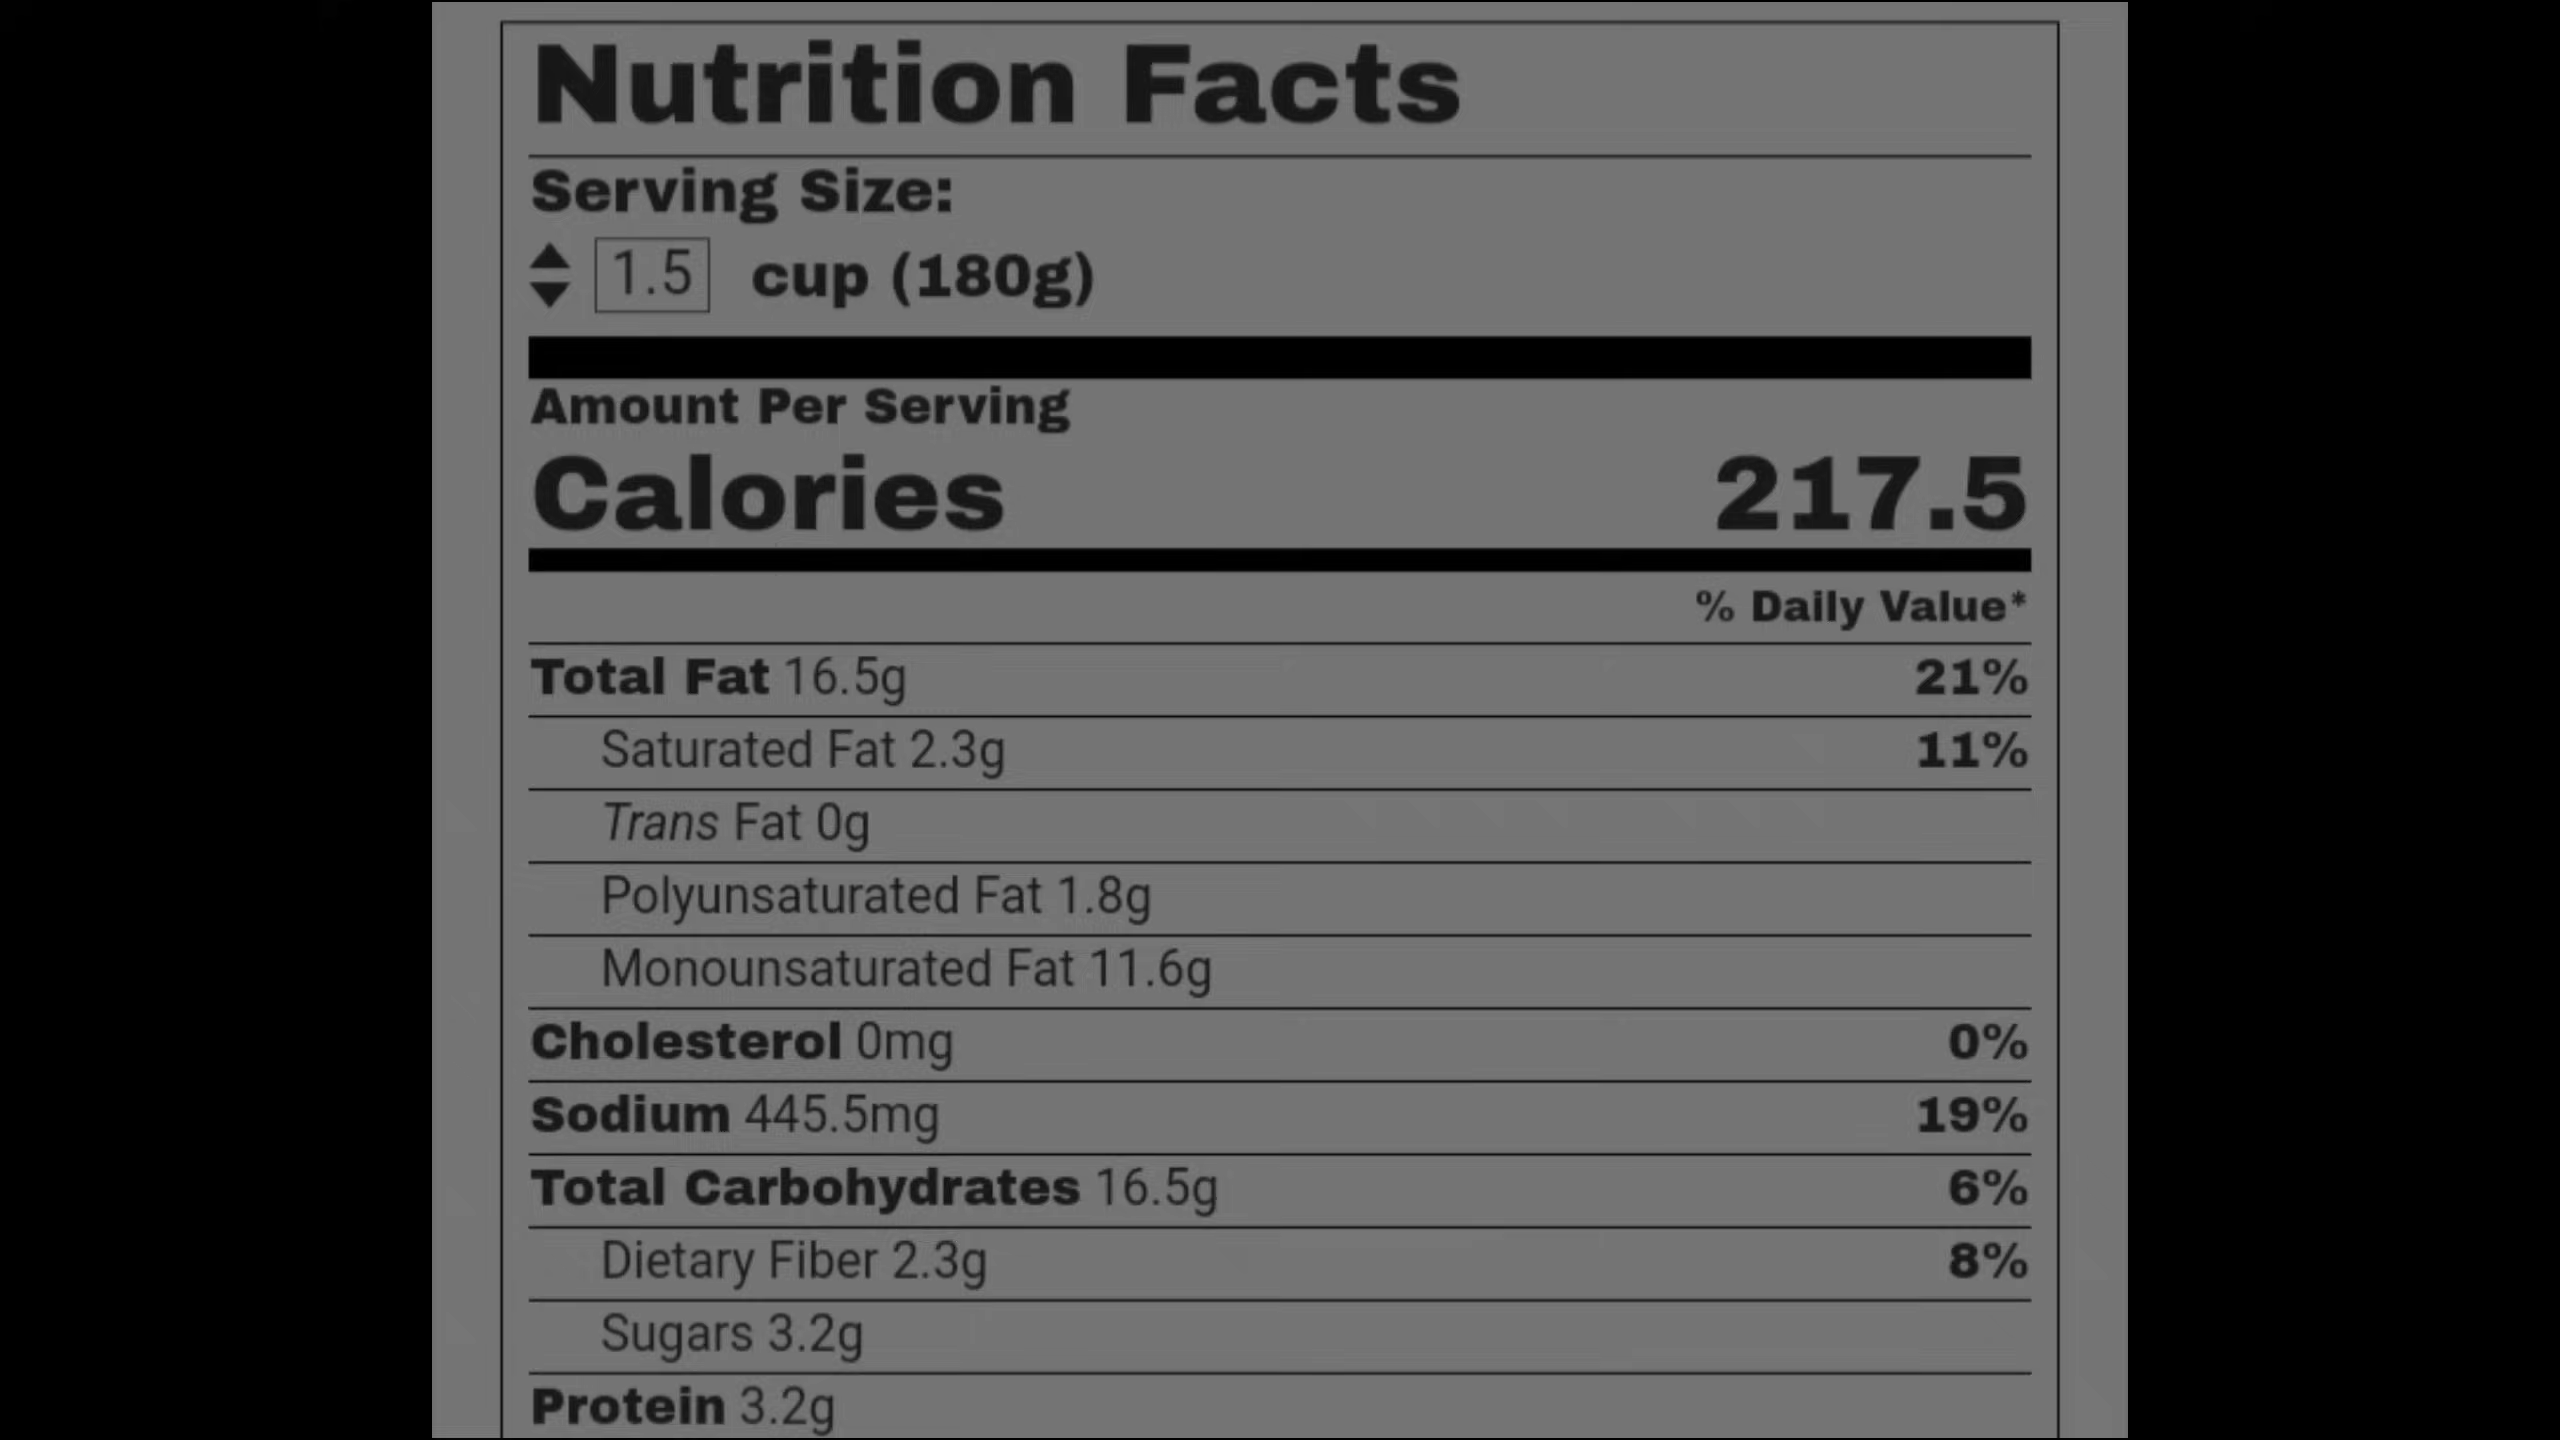 Nutrition Facts
Serving Size:
1.5 cup (180g)
Amount Per Serving
Calories 217.5
% Daily Value*
Total Fat 16.5g 21%
Saturated Fat 2.3g 11%
Trans Fat 0g
Polyunsaturated Fat 1.8g
Monounsaturated Fat 11.6g
Cholesterol 0mg 0%
Sodium 445.5mg 19%
Total Carbohydrates 16.5g 6%
Dietary Fiber 2.3g 8%
Sugars 3.2g
Protein 3.2g